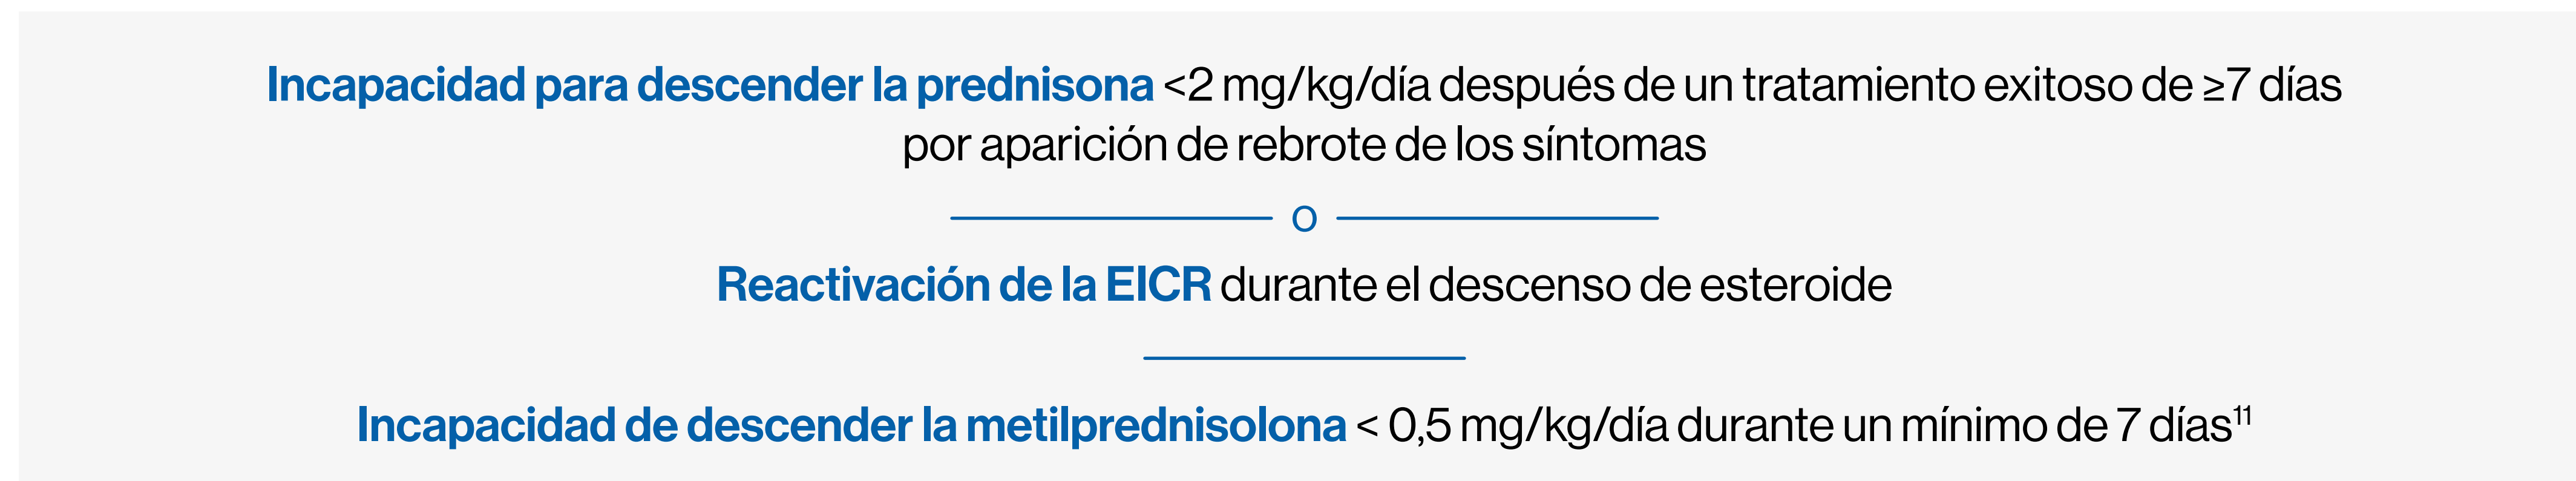 Incapacidad para descender la prednisona <2 mg/kg/día después de un tratamiento exitoso de ≥7 días
por aparición de rebrote de los síntomas
o
Reactivación de la EICR durante el descenso de esteroide
Incapacidad de descender la metilprednisolona < 0,5 mg/kg/día durante un mínimo de 7 días¹¹